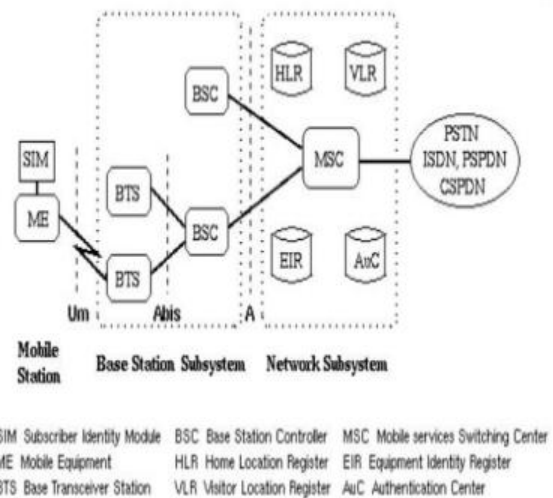 HLR VLR
BSC
PSTN
ISDN, PSPDN
CSPDN
MSC
SIM
BTS
ME
BSC
BTS
EIR AuC
Um Abis A
Mobile
Station
Base Station Subsystem
Network Subsystem
SIM Subscriber Identity Module BSC Base Station Controller MSC Mobile services Switching Center
ME Mobile Equipment HLR Home Location Register EIR Equipment Identity Register
BTS Base Transceiver Station VLR Visitor Location Register AuC Authentication Center